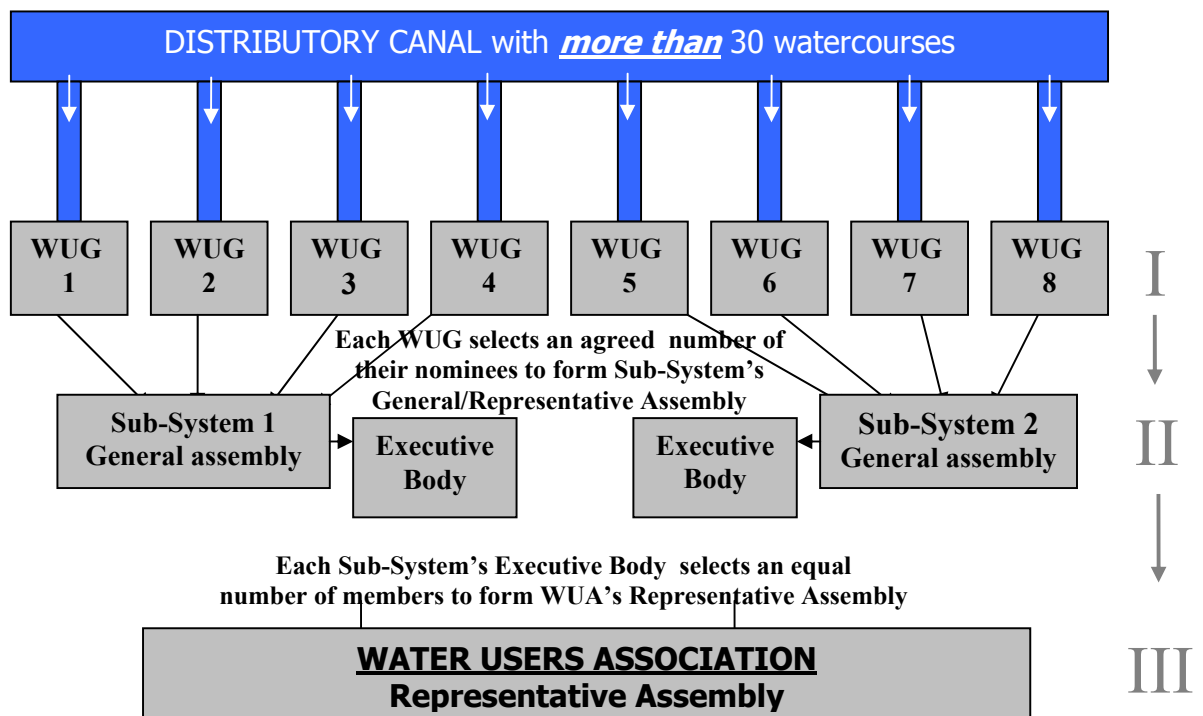 DISTRIBUTORY CANAL with more than 30 watercourses
WUG
1
WUG
2
WUG
3
WUG
4
WUG
5
WUG
6
WUG
7
WUG
8
I
Each WUG selects an agreed number of
their nominees to form Sub-System’s
General/Representative Assembly
Sub-System 1
General assembly
Executive
Body
Executive
Body
Sub-System 2
General assembly
II
Each Sub-System’s Executive Body selects an equal
number of members to form WUA’s Representative Assembly
WATER USERS ASSOCIATION
Representative Assembly
III